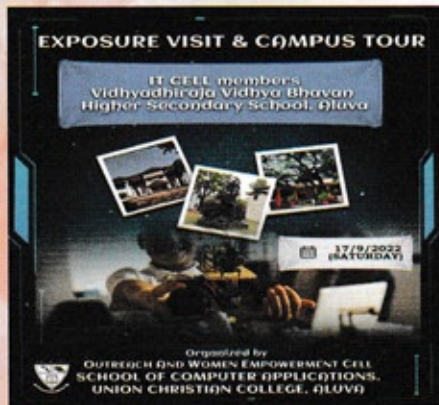 EXPOSURE VISIT & CAMPUS TOUR
IT CELL members
Vidhyadhiraja Vidhya Bhavan
Higher Secondary School, Aluva
17/9/2022
(SATURDAY)
Organized by
OUTREACH AND WOMEN EMPOWERMENT CELL
SCHOOL OF COMPUTER APPLICATIONS,
UNION CHRISTIAN COLLEGE, ALUVA